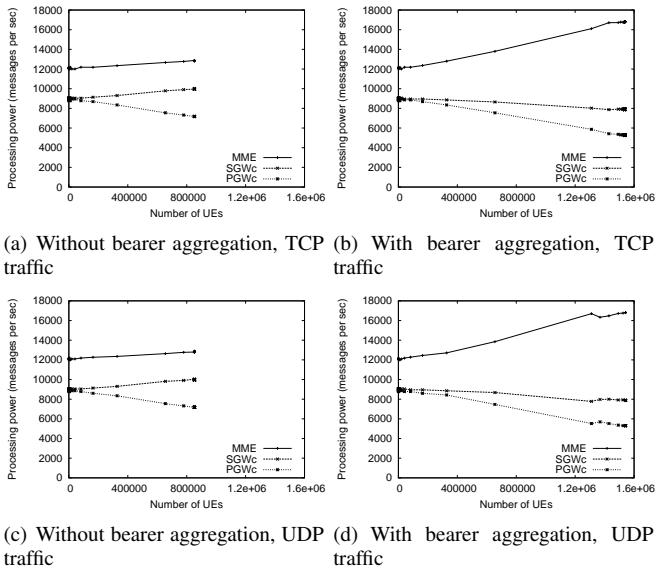 Processing power (messages per sec)
18000
16000
14000
12000
10000
8000
6000
4000
2000
0
MME
SGWc
PGWc
0 400000 800000 1.2e+06 1.6e+06
Number of UEs
(a) Without bearer aggregation, TCP
traffic
Processing power (messages per sec)
18000
16000
14000
12000
10000
8000
6000
4000
2000
0
MME
SGWc
PGWc
0 400000 800000 1.2e+06 1.6e+06
Number of UEs
(b) With bearer aggregation, TCP
traffic
Processing power (messages per sec)
18000
16000
14000
12000
10000
8000
6000
4000
2000
0
MME
SGWc
PGWc
0 400000 800000 1.2e+06 1.6e+06
Number of UEs
(c) Without bearer aggregation, UDP
traffic
Processing power (messages per sec)
18000
16000
14000
12000
10000
8000
6000
4000
2000
0
MME
SGWc
PGWc
0 400000 800000 1.2e+06 1.6e+06
Number of UEs
(d) With bearer aggregation, UDP
traffic